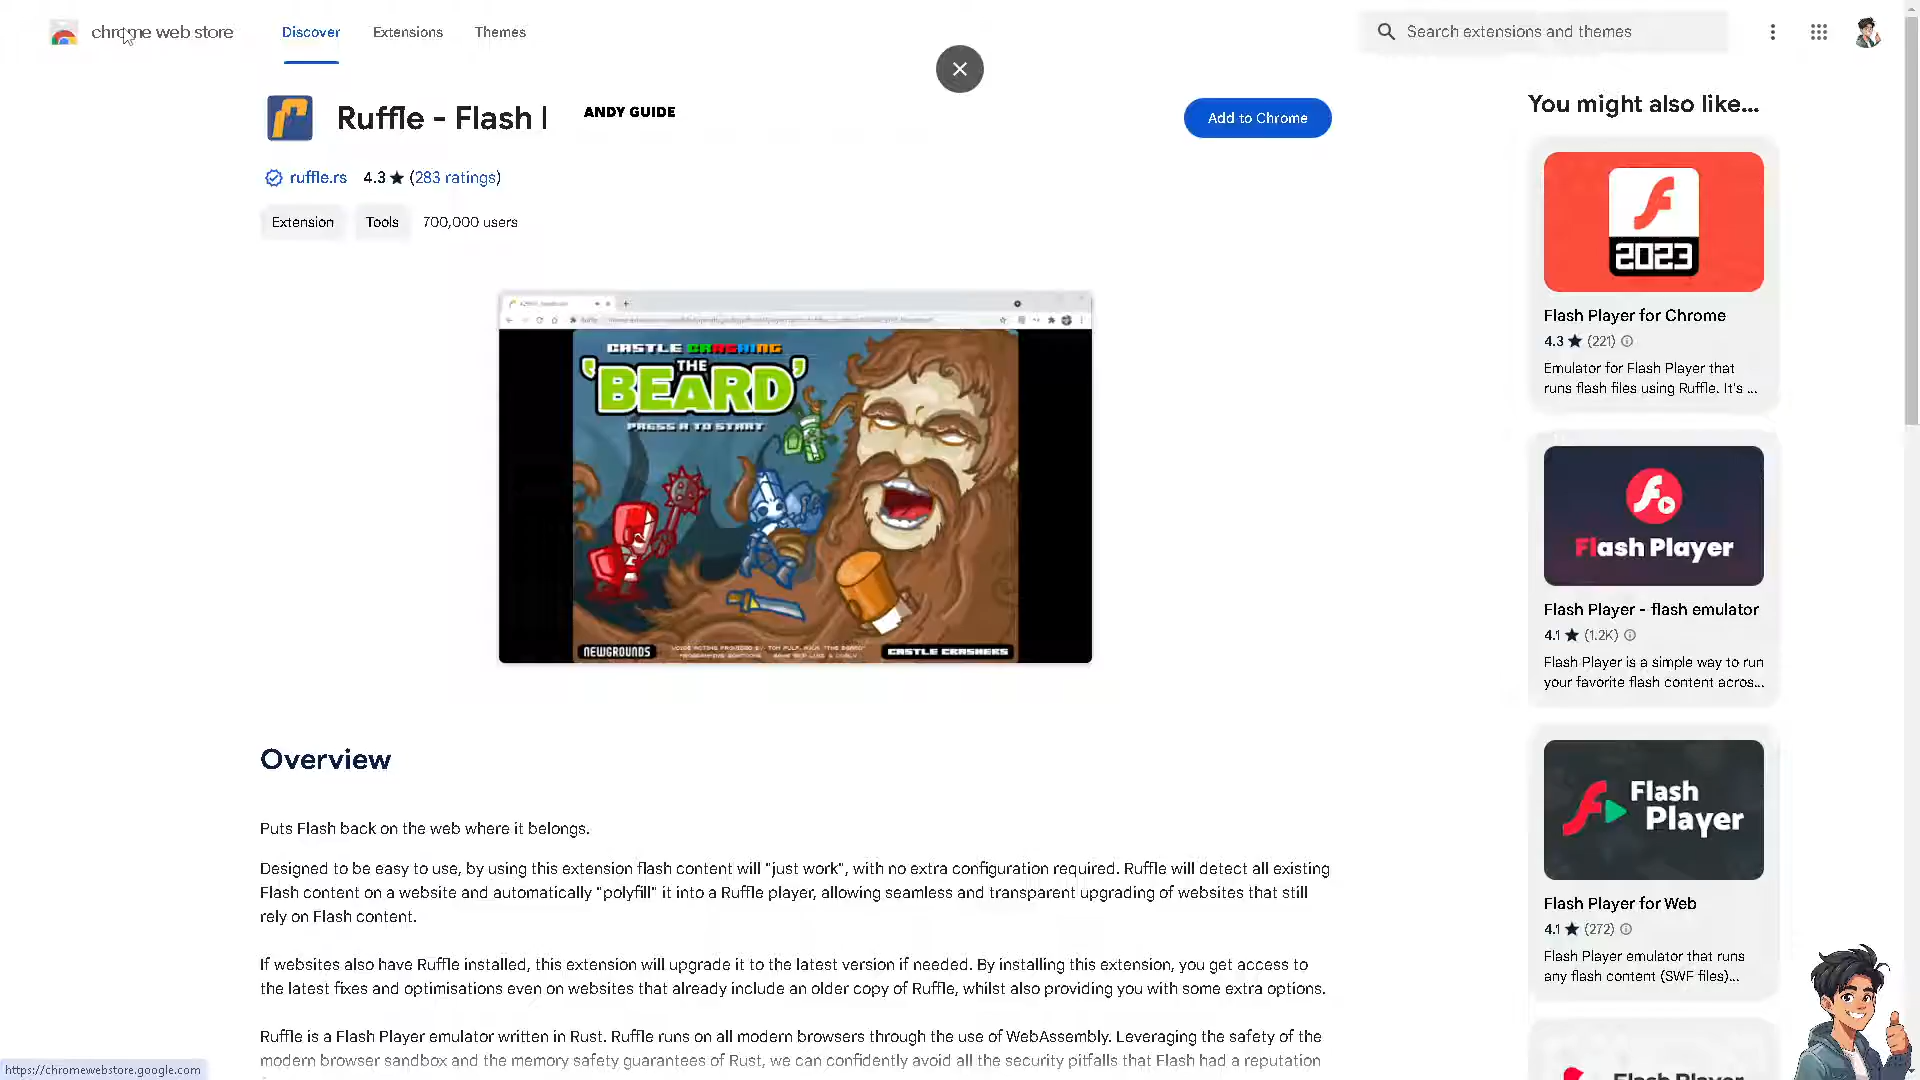 chrome web store
Discover
Extensions
Themes
Search extensions and themes
Ruffle - Flash
ANDY GUIDE
Add to Chrome
ruffle.rs
4.3 ★ (283 ratings)
Extension
Tools
700,000 users
CASTLE CRASHING
'THE
BEARD'
PRESS A TO START
NEWGROUNDS
CASTLE CRASHERS
Overview
Puts Flash back on the web where it belongs.
Designed to be easy to use, by using this extension flash content will "just work", with no extra configuration required. Ruffle will detect all existing
Flash content on a website and automatically "polyfill" it into a Ruffle player, allowing seamless and transparent upgrading of websites that still
rely on Flash content.
If websites also have Ruffle installed, this extension will upgrade it to the latest version if needed. By installing this extension, you get access to
the latest fixes and optimisations even on websites that already include an older copy of Ruffle, whilst also providing you with some extra options.
Ruffle is a Flash Player emulator written in Rust. Ruffle runs on all modern browsers through the use of WebAssembly. Leveraging the safety of the
modern browser sandbox and the memory safety guarantees of Rust, we can confidently avoid all the security pitfalls that Flash had a reputation
You might also like...
2023
Flash Player for Chrome
4.3 ★ (221)
Emulator for Flash Player that
runs flash files using Ruffle. It's ...
Flash Player
Flash Player - flash emulator
4.1 ★ (1.2K)
Flash Player is a simple way to run
your favorite flash content acros...
Flash
Player
Flash Player for Web
4.1 ★ (272)
Flash Player emulator that runs
any flash content (SWF files)...
Flash Player
https://chromewebstore.google.com